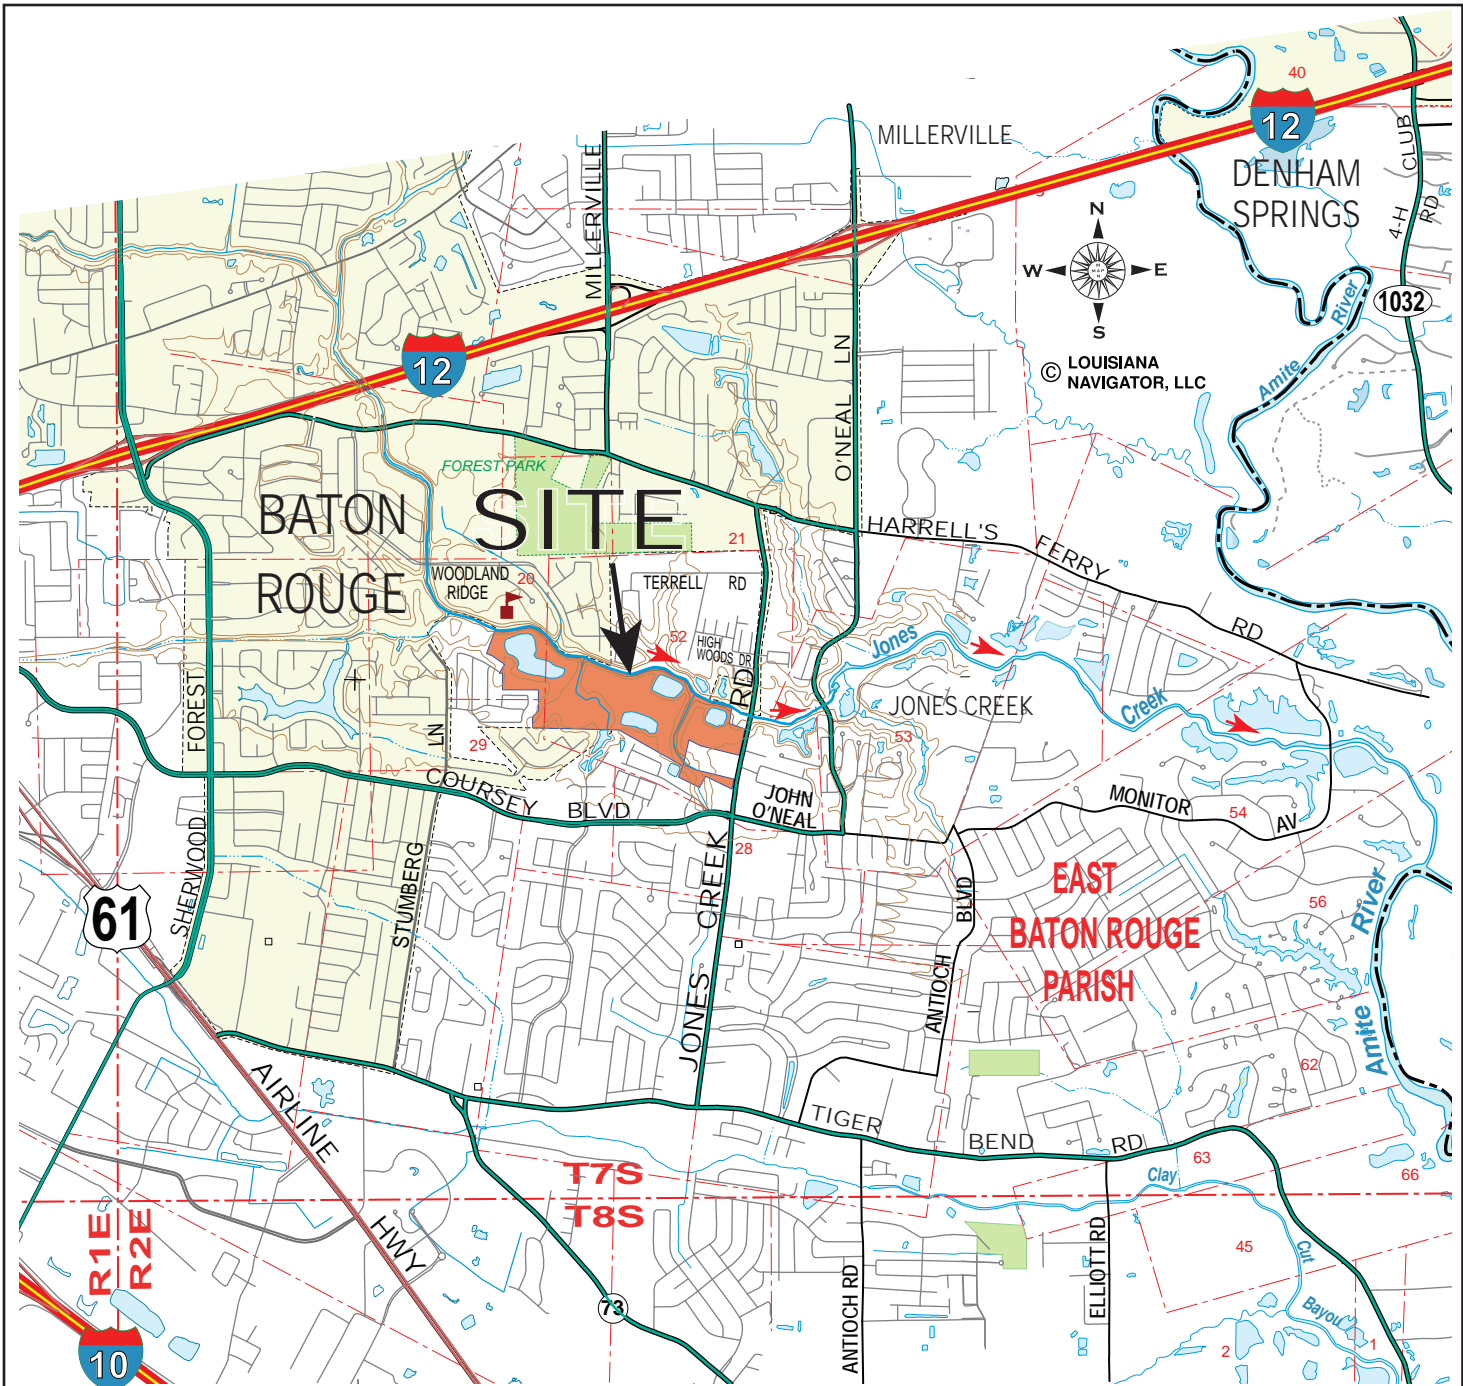 40
12
MILLERVILLE
DENHAM
SPRINGS
4-H CLUB
RD
MILLERVILLE
N
W E
S
1032
Amite River
© LOUISIANA
NAVIGATOR, LLC
12
O'NEAL LN
FOREST PARK
BATON
ROUGE
SITE
21
HARRELL'S FERRY RD
WOODLAND
RIDGE
20
TERRELL RD
52
HIGH
WOODS DR
Jones Creek
JONES CREEK
53
FOREST
SHERWOOD
LN
STUMBERG
29
COURSEY BLVD
JOHN
O'NEAL
28
RD
CREEK
JONES
MONITOR AV
54
EAST
BATON ROUGE
PARISH
BLVD
ANTIOCH
56
Amite River
61
62
AIRLINE HWY
TIGER BEND RD
63
66
T7S
T8S
R1E
R2E
Clay Cut Bayou
45
ELLIOTT RD
ANTIOCH RD
73
10
2
1